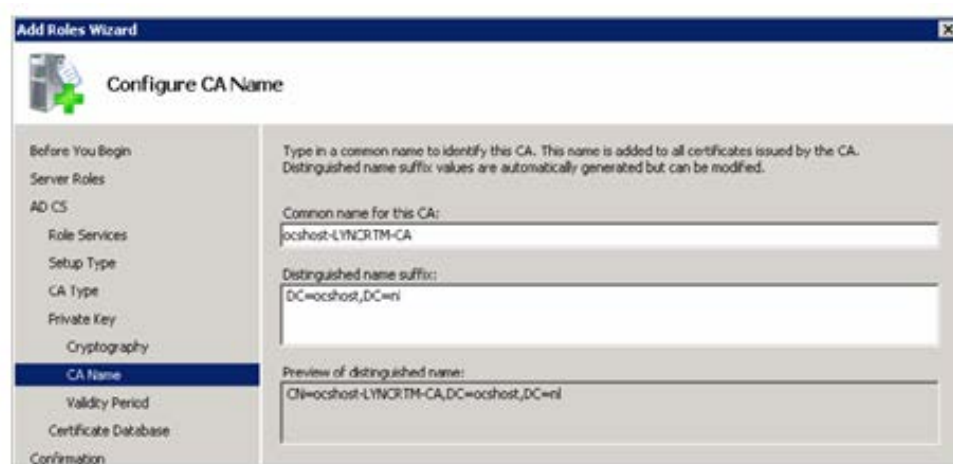 Add Roles Wizard
Configure CA Name
Before You Begin
Server Roles
AD CS
Role Services
Setup Type
CA Type
Private Key
Cryptography
CA Name
Validity Period
Certificate Database
Confirmation
Type in a common name to identify this CA. This name is added to all certificates issued by the CA.
Distinguished name suffix values are automatically generated but can be modified.
Common name for this CA:
ocshost-LYNCRTM-CA
Distinguished name suffix:
DC=ocshost,DC=nl
Preview of distinguished name:
CN=ocshost-LYNCRTM-CA,DC=ocshost,DC=nl